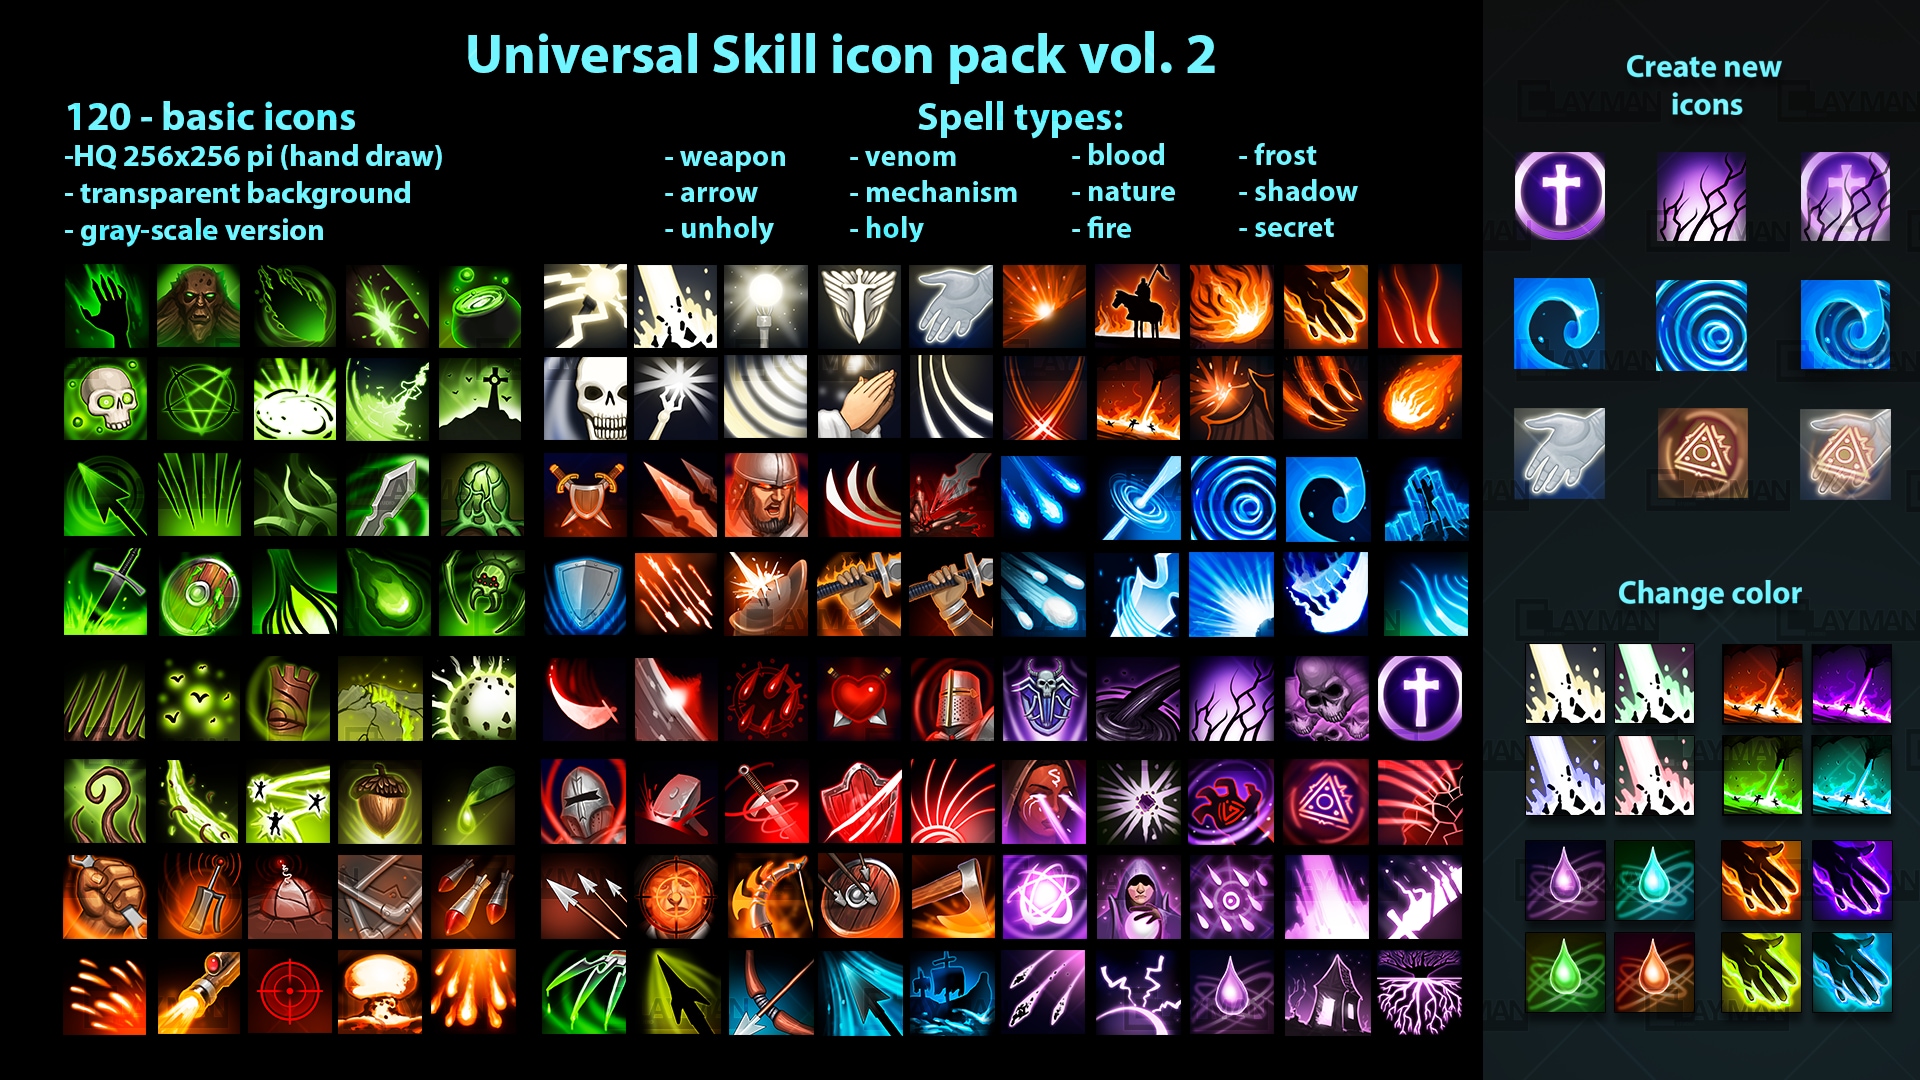 Universal Skill icon pack vol. 2
120 - basic icons
-HQ 256x256 pi (hand draw)
- transparent background
- gray-scale version
Spell types:
- weapon
- arrow
- unholy
- venom
- mechanism
- holy
- blood
- nature
- fire
- frost
- shadow
- secret
Create new
icons
Change color